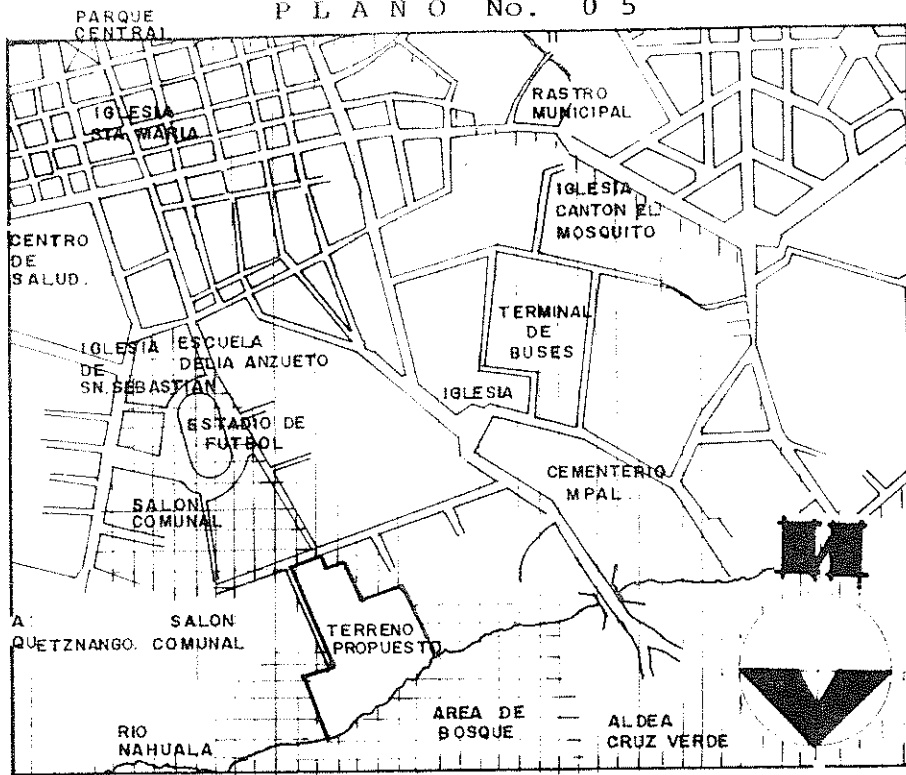 PLANO No. 05
PARQUE
CENTRAL
IGLESIA
STA. MARIA
RASTRO
MUNICIPAL
IGLESIA
CANTON EL
MOSQUITO
CENTRO
DE
SALUD.
TERMINAL
DE
BUSES
IGLESIA
DE
SN. SEBASTIAN
ESCUELA
DELIA ANZUETO
IGLESIA
ESTADIO DE
FUTBOL
CEMENTERIO
MPAL.
SALON
COMUNAL
N
A
QUETZNANGO.
SALON
COMUNAL
TERRENO
PROPUESTO
AREA DE
BOSQUE
ALDEA
CRUZ VERDE
RIO
NAHUALA